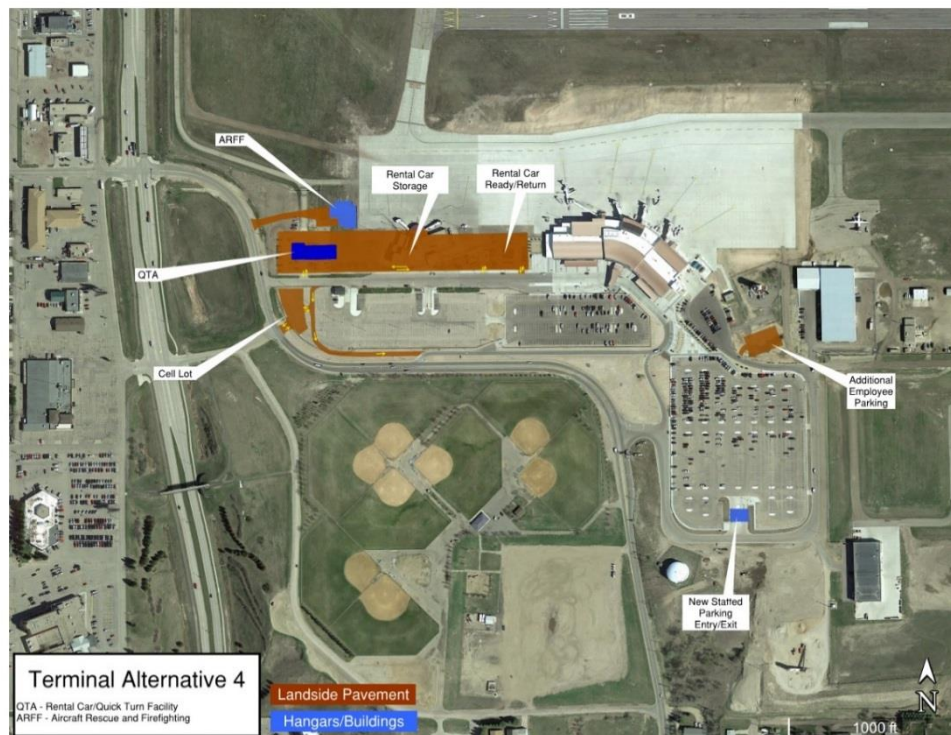 ARFF
Rental Car
Storage
Rental Car
Ready/Return
QTA
Cell Lot
Additional
Employee
Parking
New Staffed
Parking
Entry/Exit
Terminal Alternative 4
QTA - Rental Car/Quick Turn Facility
ARFF - Aircraft Rescue and Firefighting
Landside Pavement
Hangars/Buildings
N
1000 ft